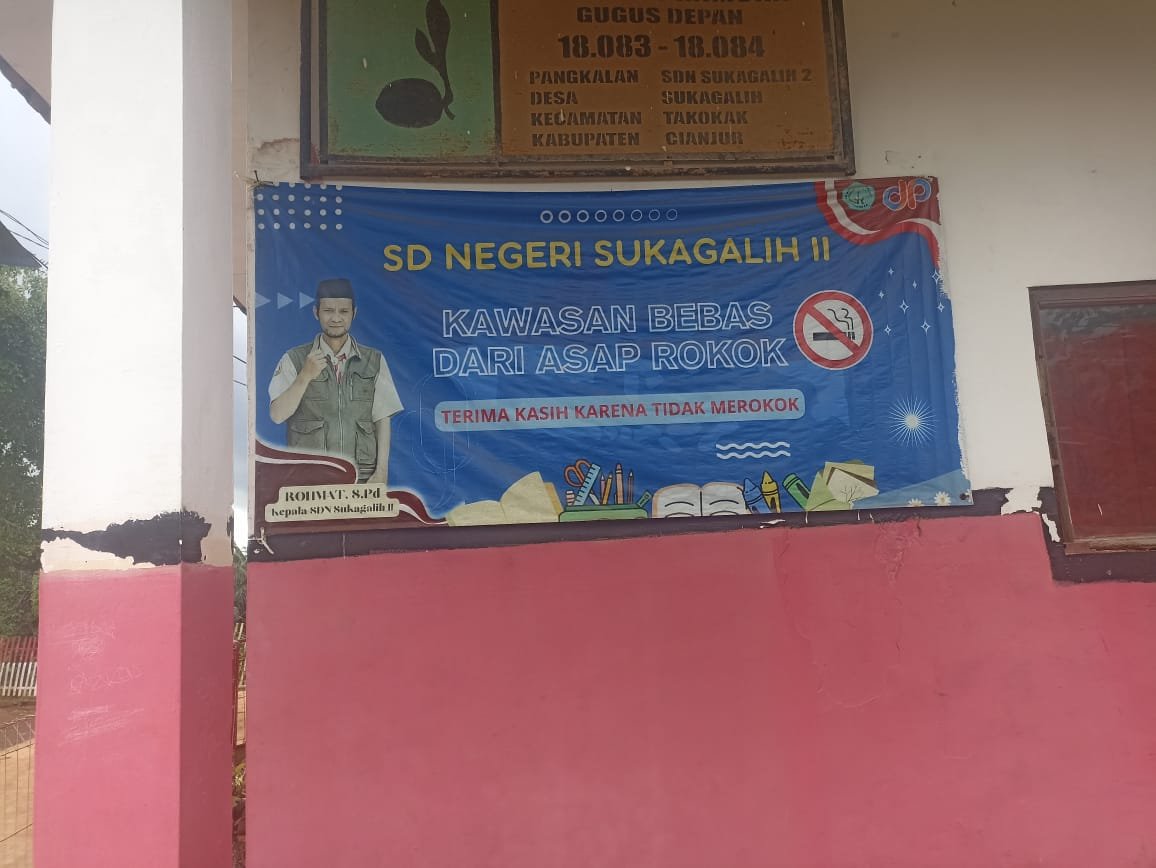 GUGUS DEPAN
18.083 - 18.084
PANGKALAN SDN SUKAGALIH 2
DESA SUKAGALIH
KECAMATAN TAKOKAK
KABUPATEN CIANJUR
SD NEGERI SUKAGALIH II
KAWASAN BEBAS
DARI ASAP ROKOK
TERIMA KASIH KARENA TIDAK MEROKOK
ROHMAT. S.Pd
Kepala SDN Sukagalih II